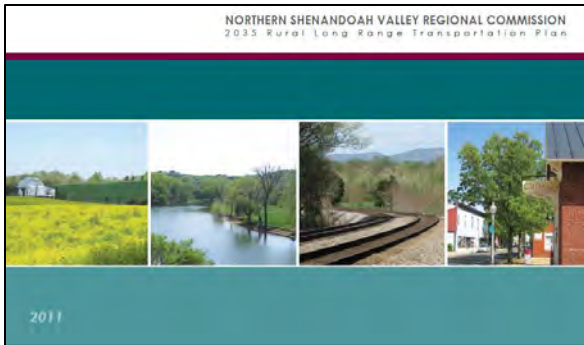 NORTHERN SHENANDOAH VALLEY REGIONAL COMMISSION
2035 Rural Long Range Transportation Plan
2011